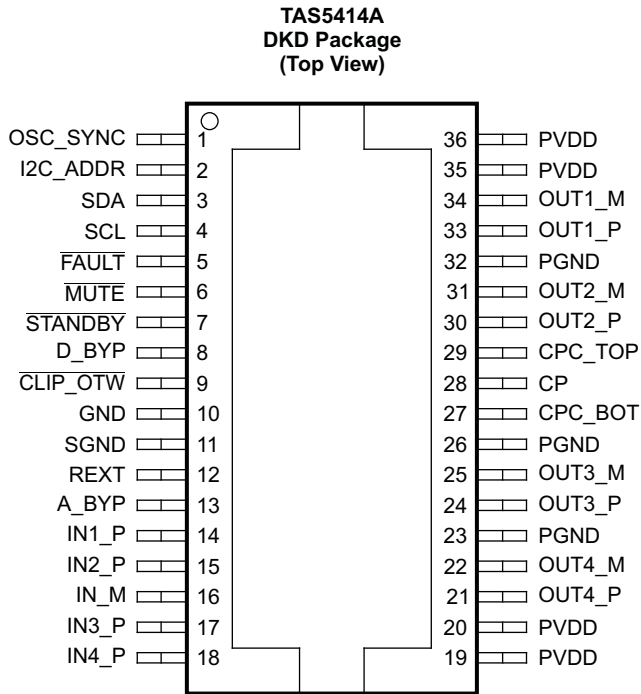 TAS5414A
DKD Package
(Top View)
OSC_SYNC 1 36 PVDD
I2C_ADDR 2 35 PVDD
SDA 3 34 OUT1_M
SCL 4 33 OUT1_P
FAULT 5 32 PGND
MUTE 6 31 OUT2_M
STANDBY 7 30 OUT2_P
D_BYP 8 29 CPC_TOP
CLIP_OTW 9 28 CP
GND 10 27 CPC_BOT
SGND 11 26 PGND
REXT 12 25 OUT3_M
A_BYP 13 24 OUT3_P
IN1_P 14 23 PGND
IN2_P 15 22 OUT4_M
IN_M 16 21 OUT4_P
IN3_P 17 20 PVDD
IN4_P 18 19 PVDD